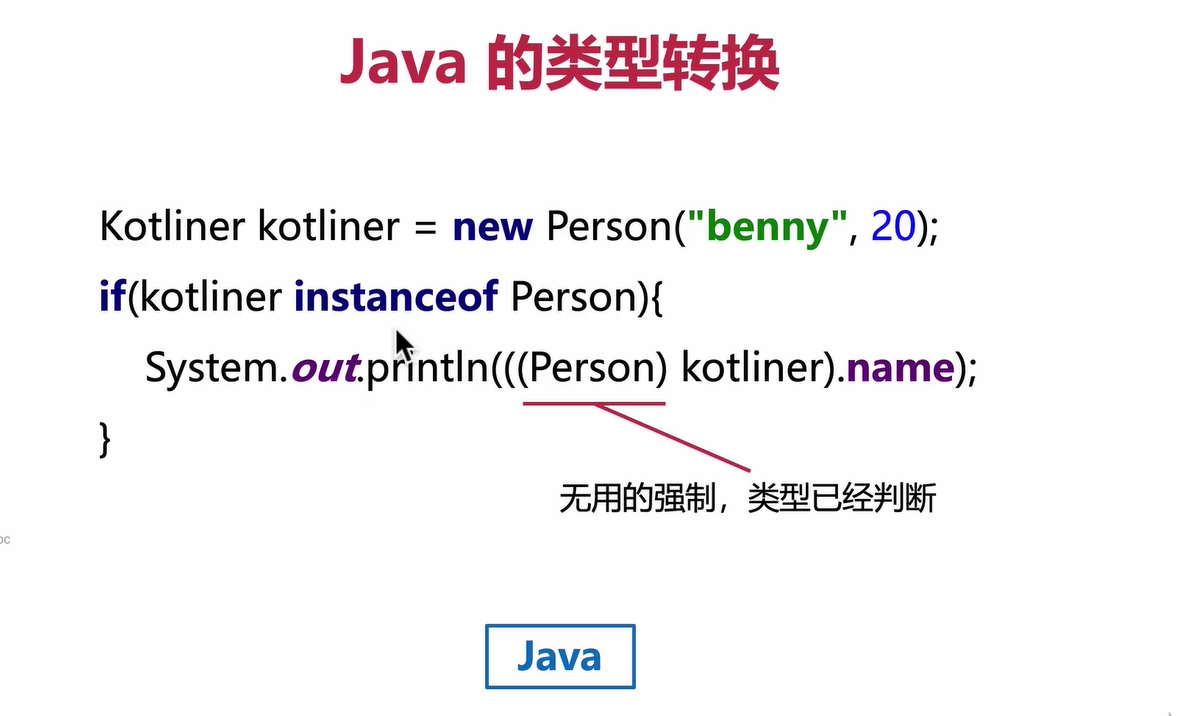 Java 的类型转换
Kotliner kotliner = new Person("benny", 20);
if(kotliner instanceof Person){
System.out.println(((Person) kotliner).name);
}
无用的强制，类型已经判断
Java